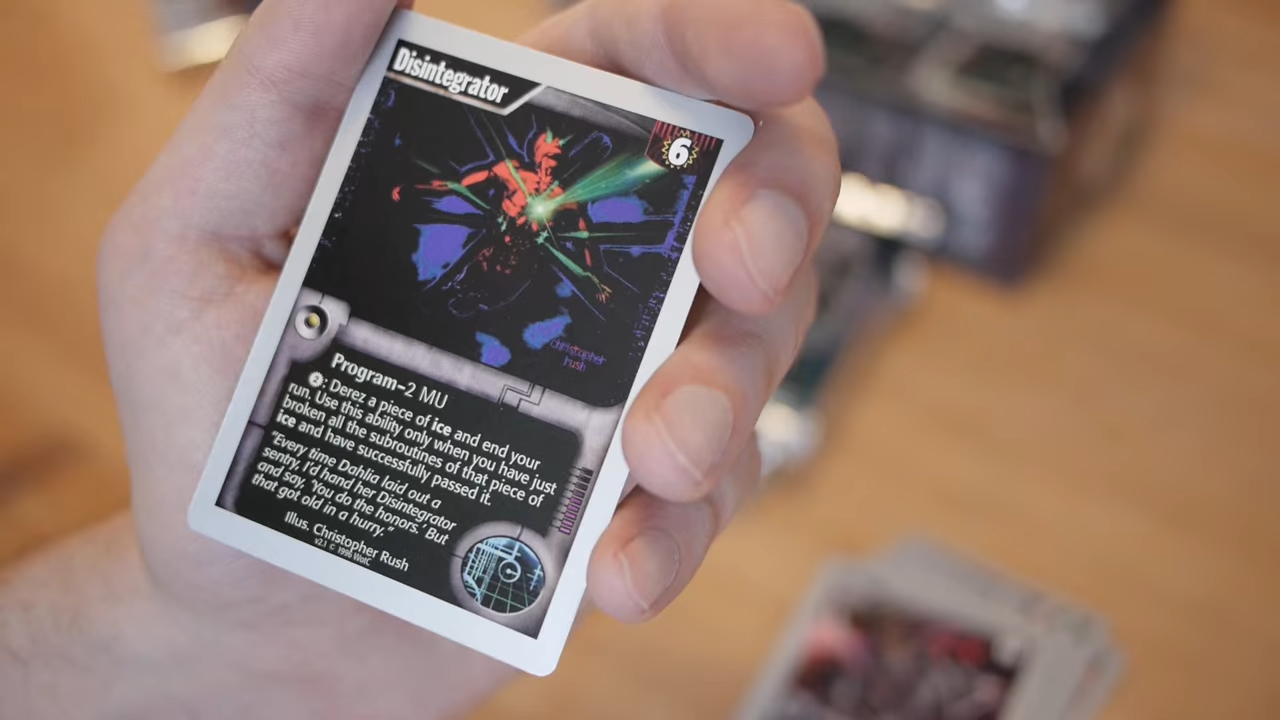 Disintegrator
6
christopher
rush
Program–2 MU
2: Derez a piece of ice and end your
run. Use this ability only when you have just
broken all the subroutines of that piece of
ice and have successfully passed it.
"Every time Dahlia laid out a
sentry, I'd hand her Disintegrator
and say, 'You do the honors.' But
that got old in a hurry."
Illus. Christopher Rush
v2.1 © 1996 WotC